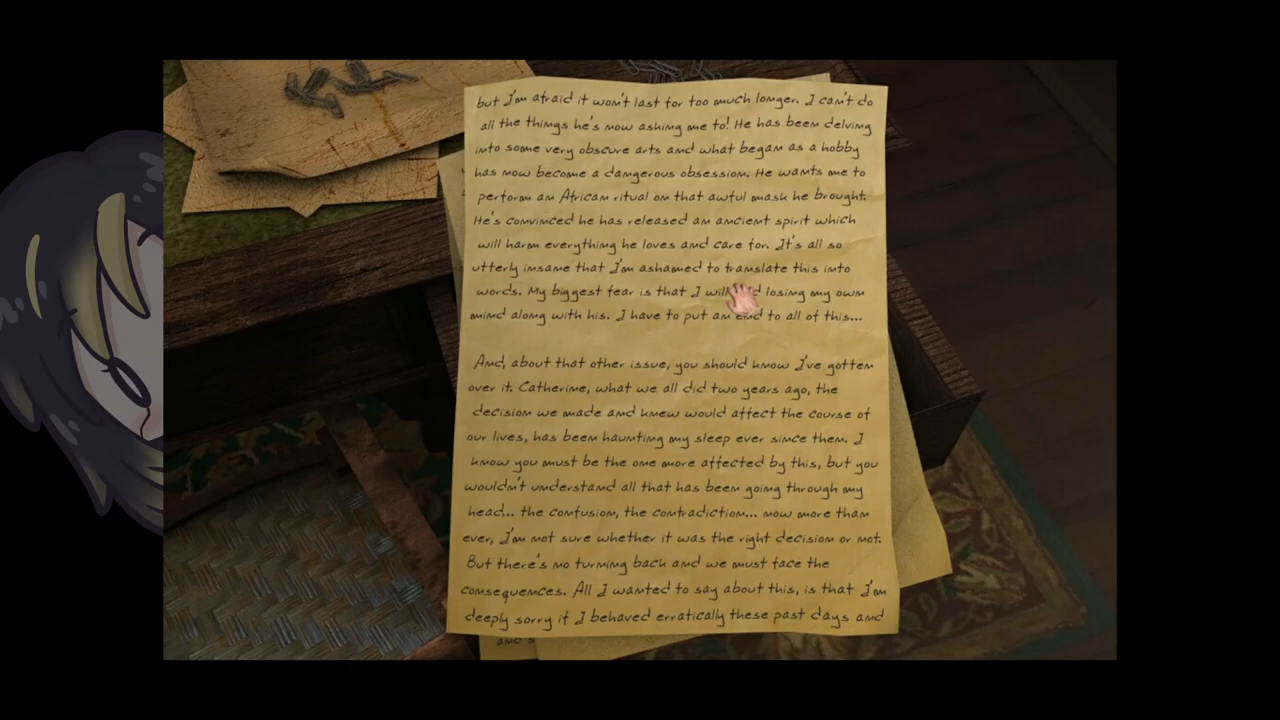 but I'm afraid it won't last for too much longer. I can't do
all the things he's now asking me to! He has been delving
into some very obscure arts and what began as a hobby
has now become a dangerous obsession. He wants me to
perform an African ritual on that awful mask he brought.
He's convinced he has released an ancient spirit which
will harm everything he loves and care for. It's all so
utterly insane that I'm ashamed to translate this into
words. My biggest fear is that I will losing my own
mind along with his. I have to put an end to all of this...
And, about that other issue, you should know I've gotten
over it. Catherine, what we all did two years ago, the
decision we made and knew would affect the course of
our lives, has been haunting my sleep ever since then. I
know you must be the one more affected by this, but you
wouldn't understand all that has been going through my
head... the confusion, the contradiction... now more than
ever, I'm not sure whether it was the right decision or not.
But there's no turning back and we must face the
consequences. All I wanted to say about this, is that I'm
deeply sorry if I behaved erratically these past days and